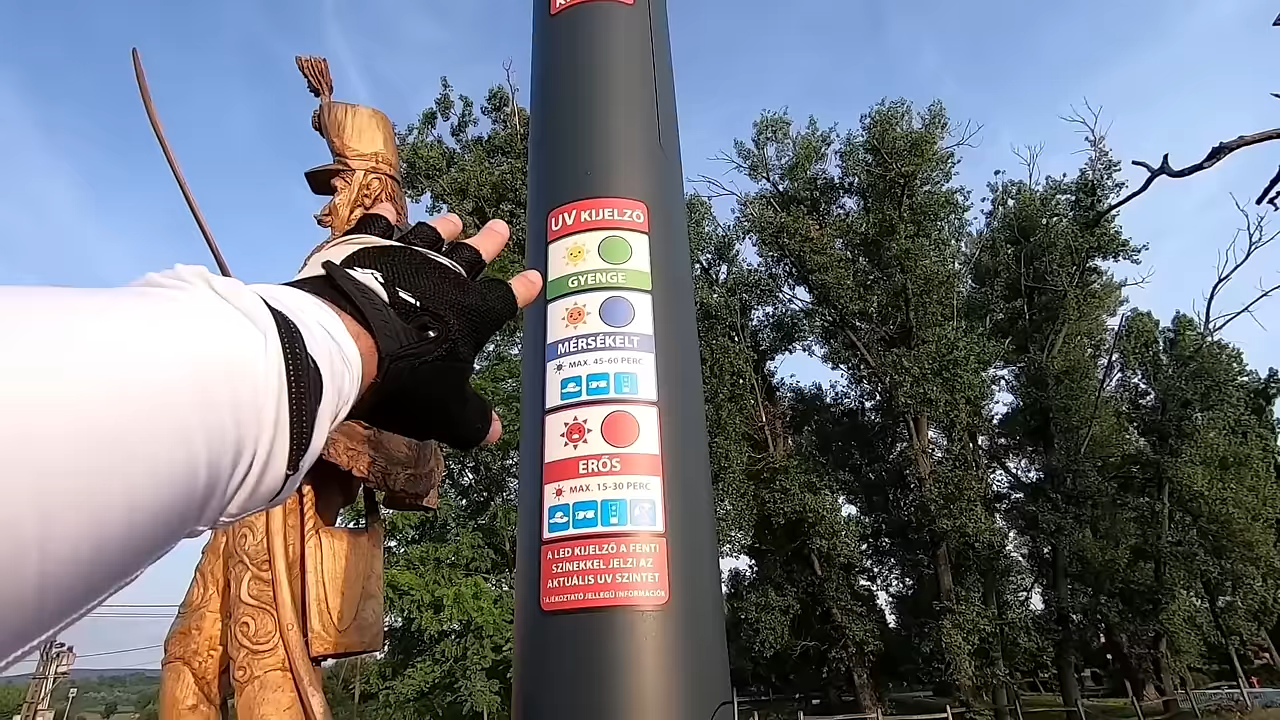 UV KIJELZŐ
GYENGE
MÉRSÉKELT
MAX. 45-60 PERC
ERŐS
MAX. 15-30 PERC
A LED KIJELZŐ A FENTI
SZÍNEKKEL JELZI AZ
AKTUÁLIS UV SZINTET
TÁJÉKOZTATÓ JELLEGŰ INFORMÁCIÓK